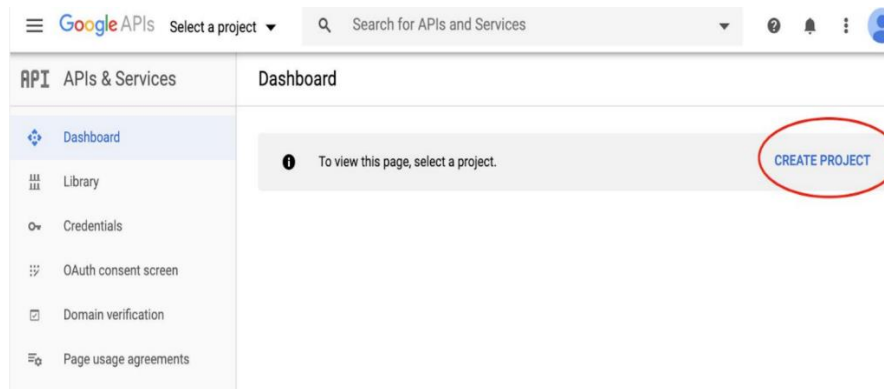 Google APIs Select a project Search for APIs and Services
API APIs & Services Dashboard
Dashboard
To view this page, select a project. CREATE PROJECT
Library
Credentials
OAuth consent screen
Domain verification
Page usage agreements